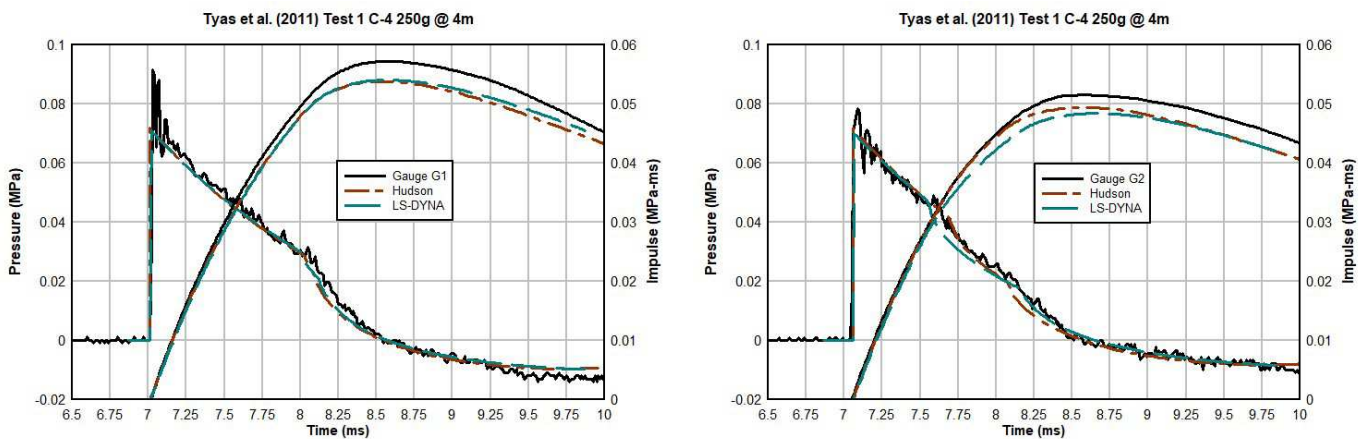 Tyas et al. (2011) Test 1 C-4 250g @ 4m
0.1
0.08
0.06
0.04
0.02
0
-0.02
Pressure (MPa)
0.06
0.05
0.04
0.03
0.02
0.01
0
Impulse (MPa-ms)
Gauge G1
Hudson
LS-DYNA
6.5 6.75 7 7.25 7.5 7.75 8 8.25 8.5 8.75 9 9.25 9.5 9.75 10
Time (ms)
Tyas et al. (2011) Test 1 C-4 250g @ 4m
0.1
0.08
0.06
0.04
0.02
0
-0.02
Pressure (MPa)
0.06
0.05
0.04
0.03
0.02
0.01
0
Impulse (MPa-ms)
Gauge G2
Hudson
LS-DYNA
6.5 6.75 7 7.25 7.5 7.75 8 8.25 8.5 8.75 9 9.25 9.5 9.75 10
Time (ms)